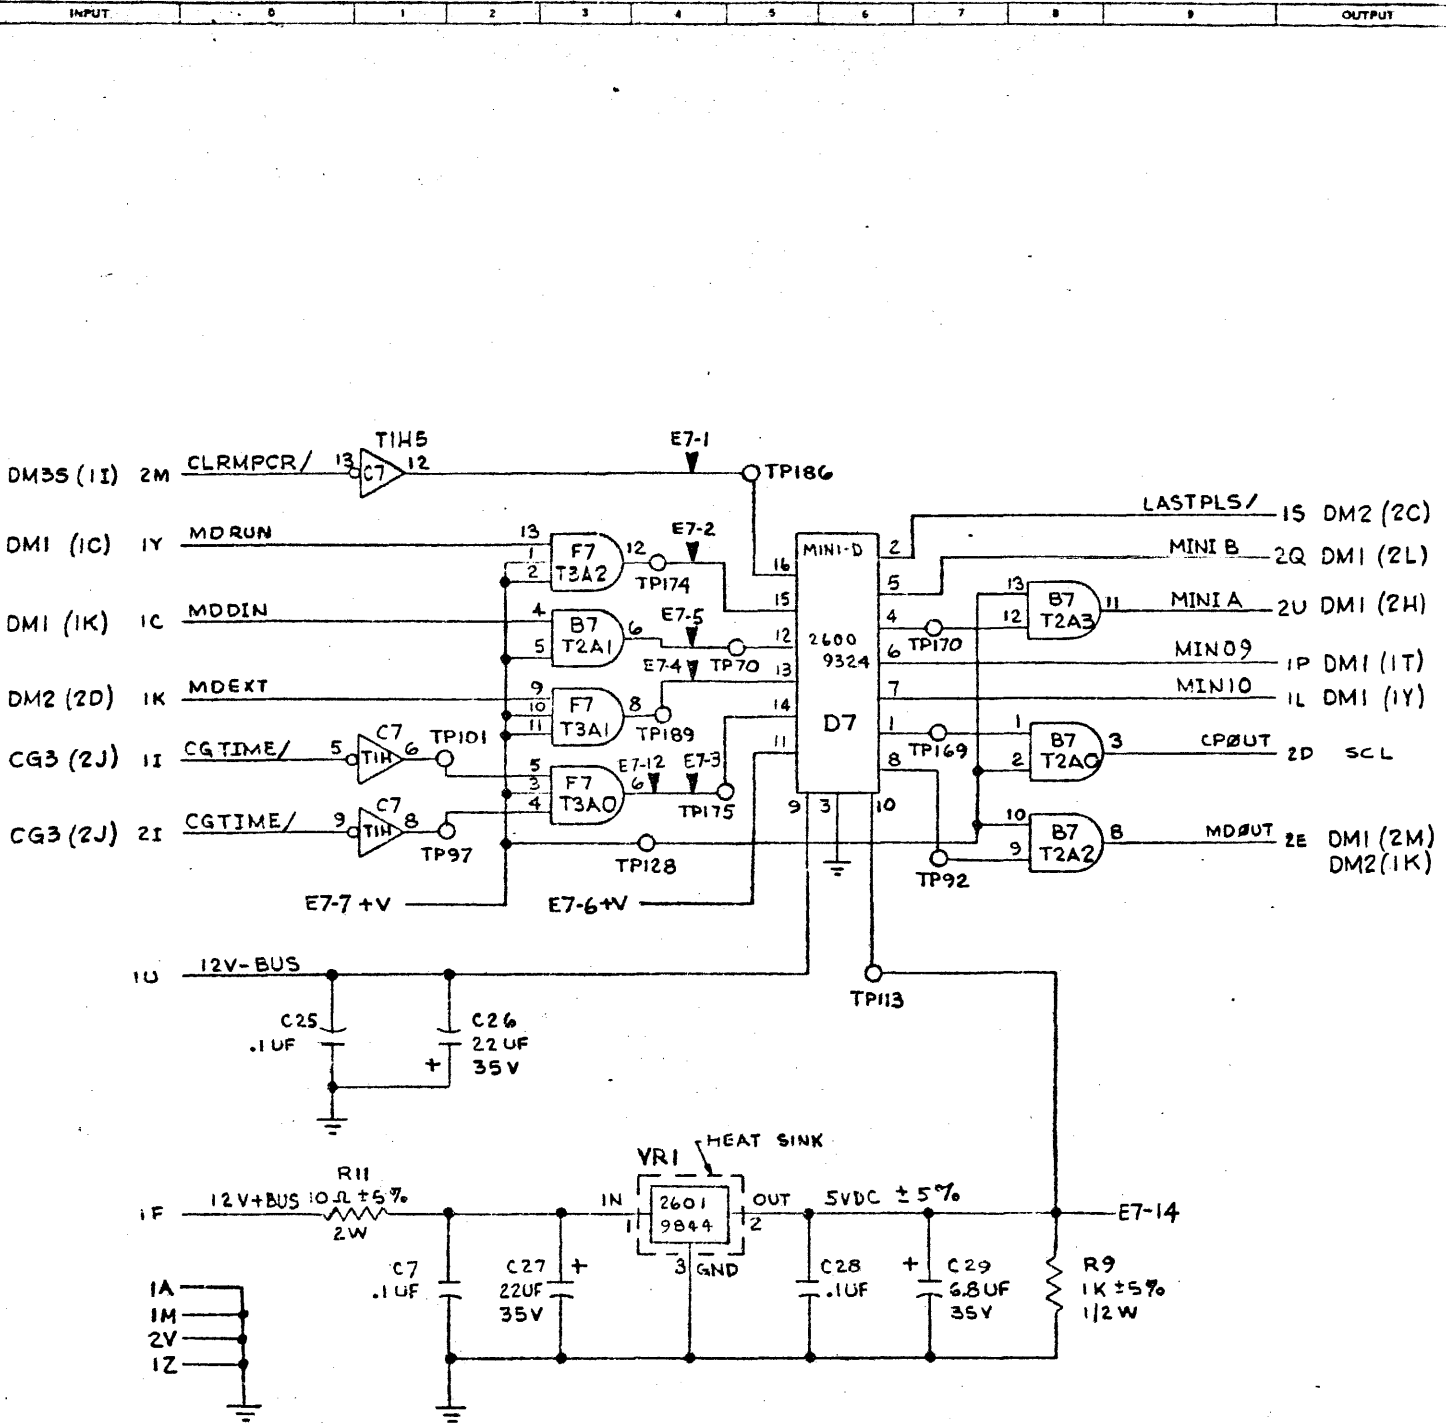 INPUT 0 1 2 3 4 5 6 7 8 9 OUTPUT
T1H5
E7-1
DM3S (1I) 2M CLRMPCR/ 13 C7 12 TP186
LASTPLS/ 1S DM2 (2C)
DM1 (1C) 1Y MDRUN 13 1 2 F7 T3A2 12 TP174 E7-2
MINI-D
16 2
MINI B 2Q DM1 (2L)
15 5
DM1 (1K) 1C MDDIN 4 5 B7 T2A1 6 E7-5 TP70
12 4 TP170
13 12 B7 T2A3 11 MINI A 2U DM1 (2H)
2600
9324
E7-4 13 6
MIN09 1P DM1 (1T)
DM2 (2D) 1K MDEXT 9 10 11 F7 T3A1 8 TP189
7 MIN10 1L DM1 (1Y)
14 D7 1 TP169
11 8
CG3 (2J) 1I CGTIME/ 5 C7 T1H 6 TP101
5 3 4 F7 T3A0 6 E7-12 E7-3 TP175
1 2 B7 T2A0 3 CPØUT 2D SCL
9 3 10
CG3 (2J) 2I CGTIME/ 9 C7 T1H 8 TP97
TP128
TP92
10 9 B7 T2A2 8 MDØUT 2E DM1 (2M)
DM2 (1K)
E7-7 +V E7-6 +V
1U 12V-BUS
TP113
C25
.1UF
C26
22UF
+ 35V
HEAT SINK
VR1
R11
1F 12V+BUS 10Ω ±5%
2W
IN 1 2601
9844
OUT 2 5VDC ±5%
E7-14
3 GND
C7
.1UF
C27 +
22UF
35V
C28
.1UF
+ C29
6.8UF
35V
R9
1K ±5%
1/2W
1A
1M
2V
1Z